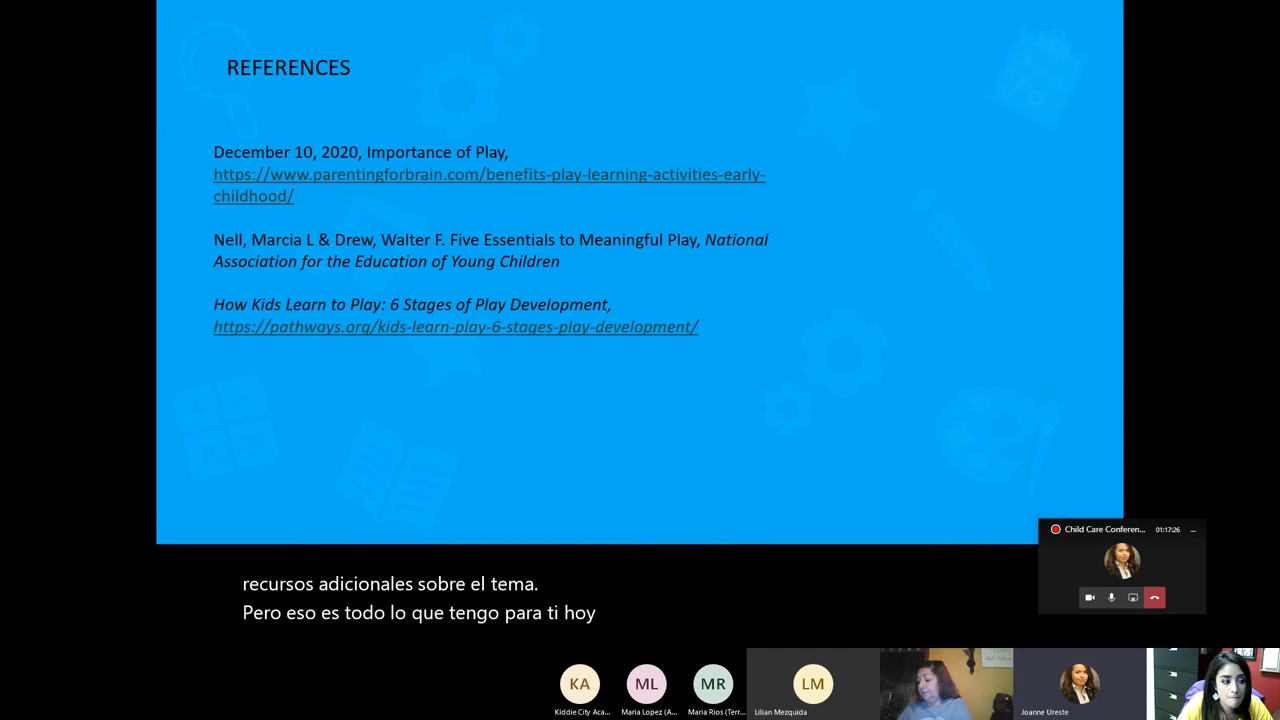 REFERENCES
December 10, 2020, Importance of Play,
https://www.parentingforbrain.com/benefits-play-learning-activities-early-
childhood/
Nell, Marcia L & Drew, Walter F. Five Essentials to Meaningful Play, National
Association for the Education of Young Children
How Kids Learn to Play: 6 Stages of Play Development,
https://pathways.org/kids-learn-play-6-stages-play-development/
Child Care Conferen... 01:17:26
recursos adicionales sobre el tema.
Pero eso es todo lo que tengo para ti hoy
KA
ML
MR
LM
Kiddie City Aca...
Maria Lopez (A...
Maria Rios (Terr...
Lilian Mezquida
Joanne Ureste